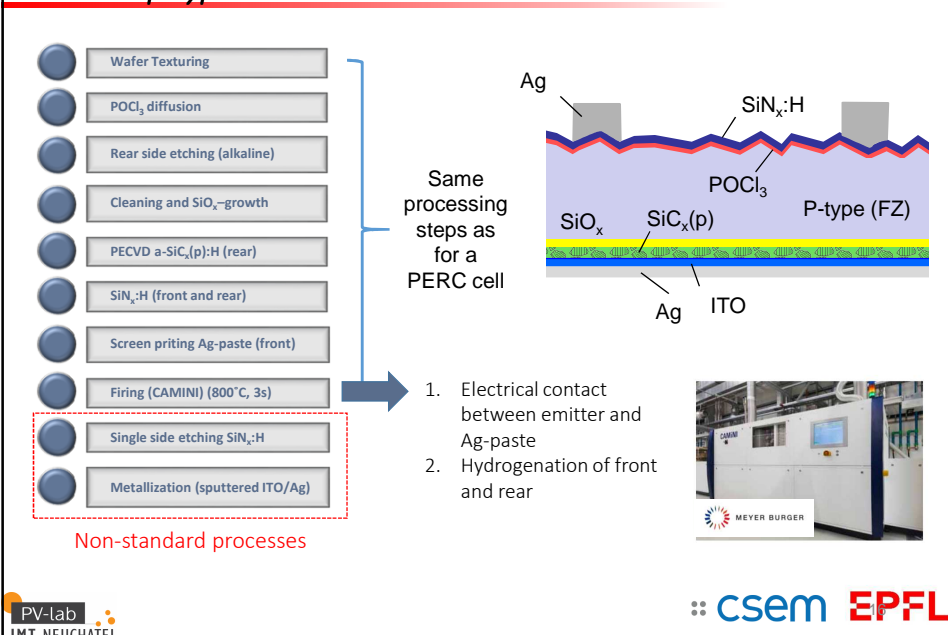 Wafer Texturing
POCl₃ diffusion
Rear side etching (alkaline)
Cleaning and SiOₓ–growth
PECVD a-SiCₓ(p):H (rear)
SiNₓ:H (front and rear)
Screen priting Ag-paste (front)
Firing (CAMINI) (800°C, 3s)
Single side etching SiNₓ:H
Metallization (sputtered ITO/Ag)
Non-standard processes
Same
processing
steps as
for a
PERC cell
Ag
SiNₓ:H
POCl₃
P-type (FZ)
SiOₓ
SiCₓ(p)
Ag
ITO
1. Electrical contact
between emitter and
Ag-paste
2. Hydrogenation of front
and rear
CAMiNI
MEYER BURGER
PV-lab
IMT NEUCHATEL
csem
EPFL
16